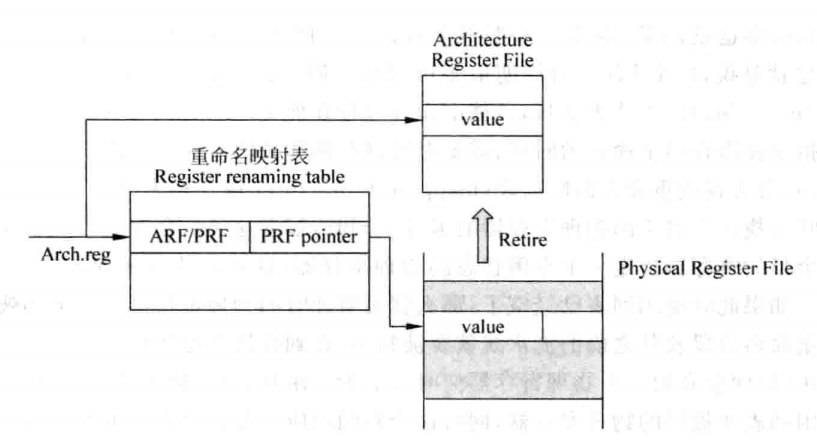 Architecture
Register File
value
重命名映射表
Register renaming table
ARF/PRF
PRF pointer
Arch.reg
Retire
Physical Register File
value